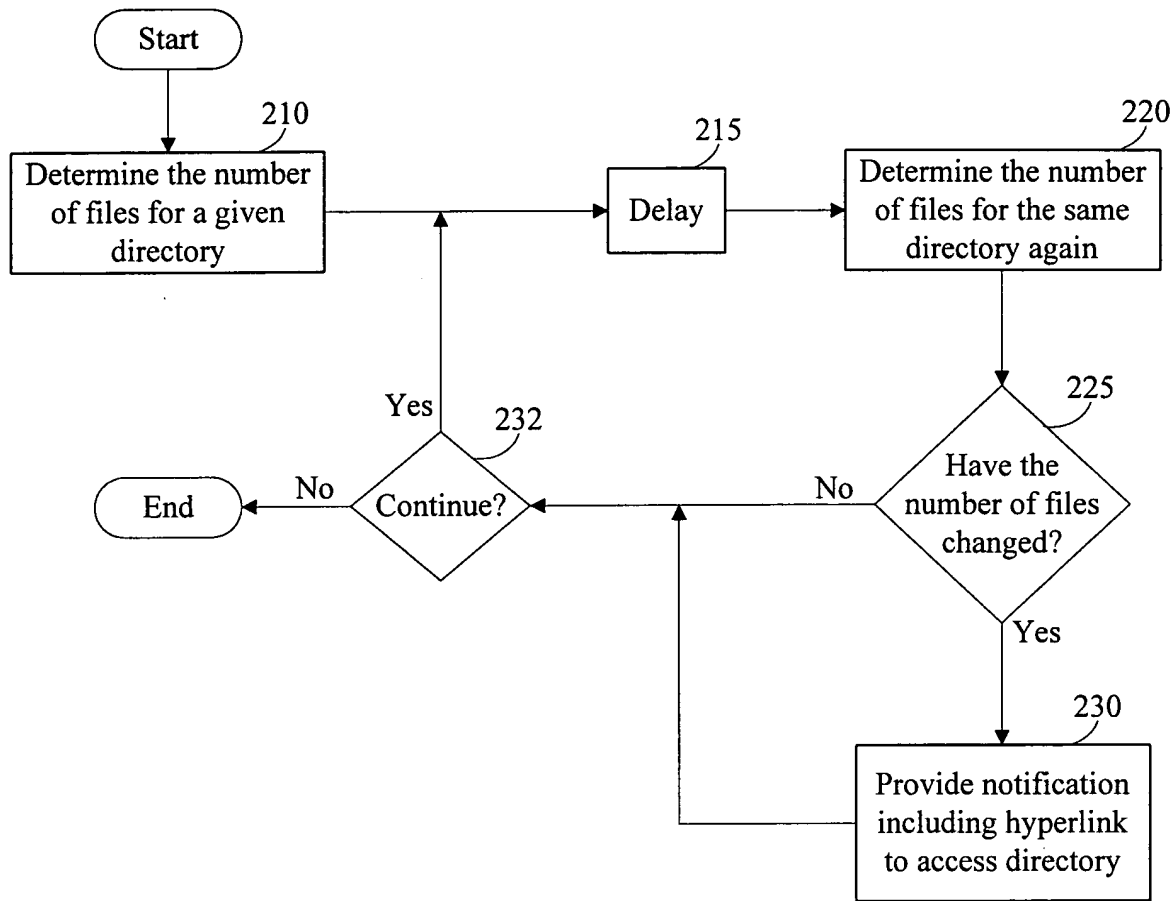 Start
210
Determine the number
of files for a given
directory
215
Delay
220
Determine the number
of files for the same
directory again
225
Have the
number of files
changed?
No
Yes
230
Provide notification
including hyperlink
to access directory
232
Continue?
Yes
No
End